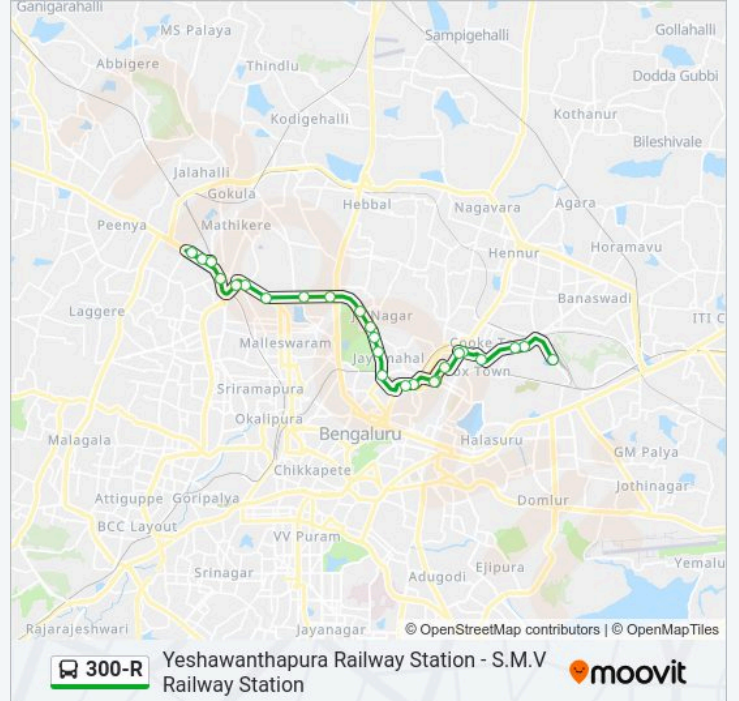 Ganigarahalli
MS Palaya
Sampigehalli
Gollahalli
Abbigere
Thindlu
Dodda Gubbi
Kodigehalli
Kothanur
Bileshivale
Jalahalli
Gokula
Hebbal
Nagavara
Agara
Peenya
Mathikere
Hennur
Horamavu
Banaswadi
Laggere
Nagar
ITI C
Malleswaram
Cooke T
Jay
mahal
ox Town
Sriramapura
Okalipura
Bengaluru
Halasuru
Malagala
GM Palya
Chikkapete
Jothinagar
Attiguppe
Goripalya
Domlur
BCC Layout
VV Puram
Ejipura
Yemalu
Srinagar
Adugodi
Rajarajeshwari
Jayanagar
© OpenStreetMap contributors | © OpenMapTiles
300-R
Yeshawanthapura Railway Station - S.M.V
Railway Station
moovit